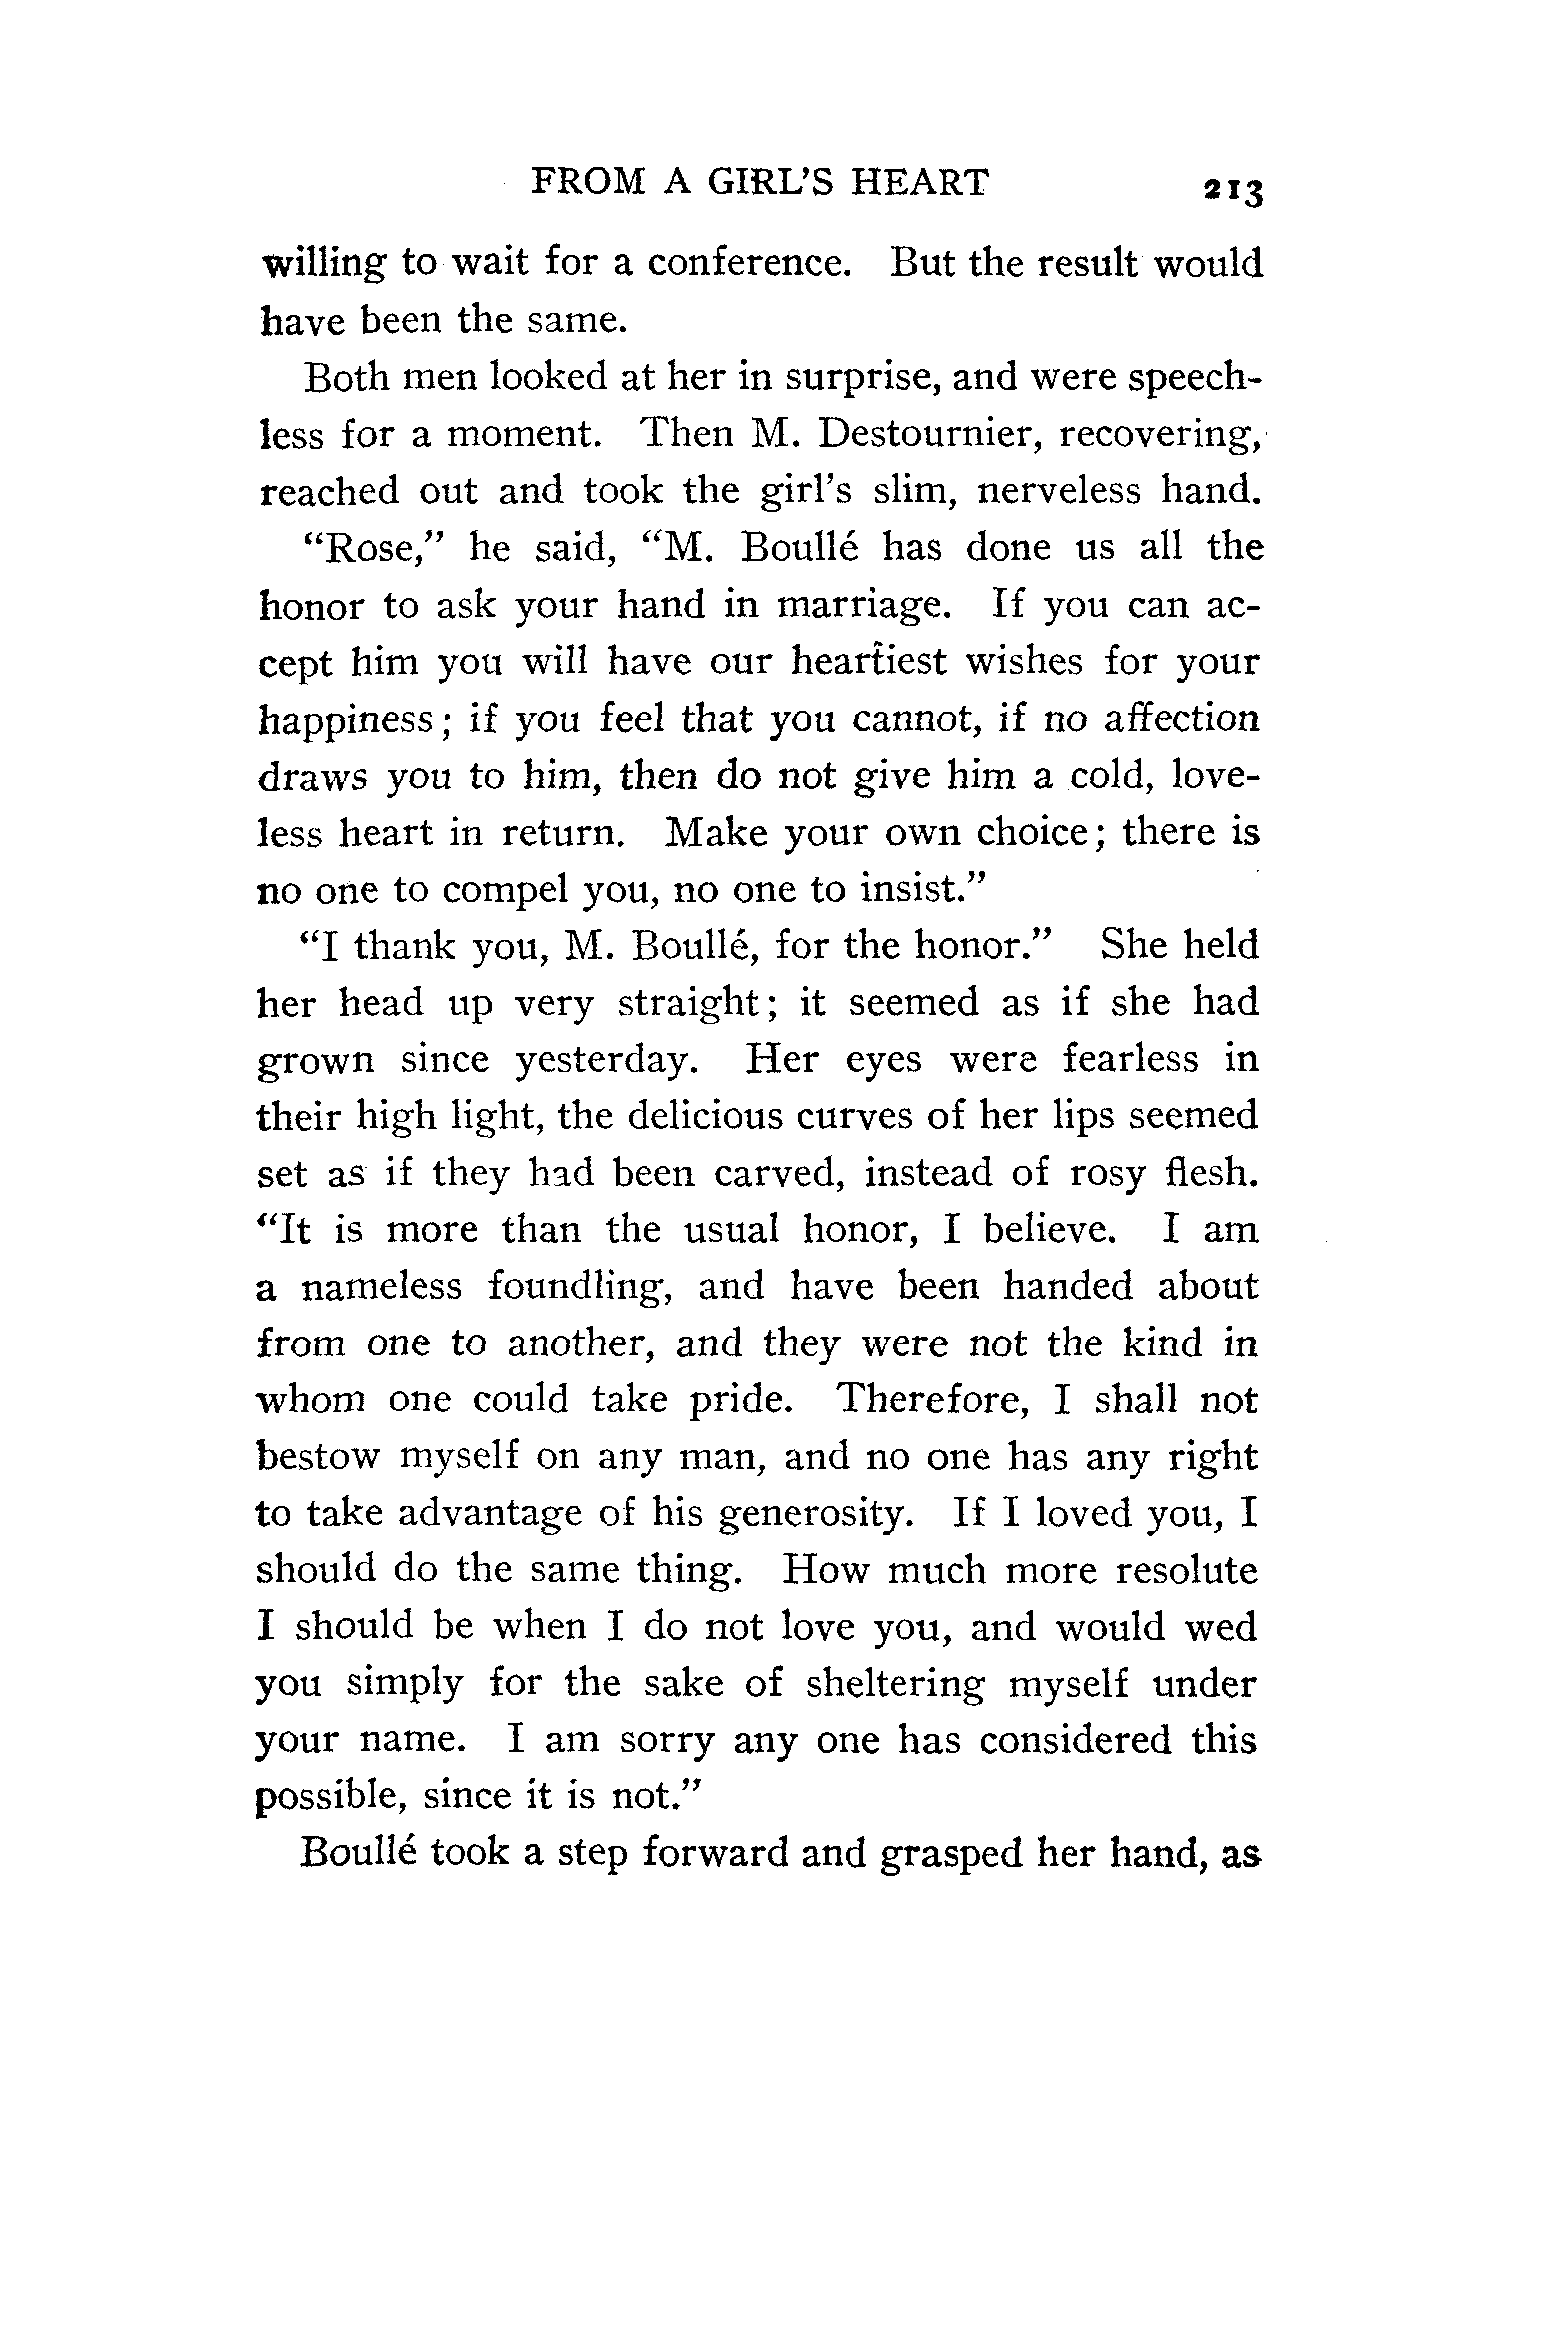 FROM A GIRL'S HEART 213
willing to wait for a conference. But the result would
have been the same.
Both men looked at her in surprise, and were speech-
less for a moment. Then M. Destournier, recovering,
reached out and took the girl's slim, nerveless hand.
“Rose,” he said, “M. Boullé has done us all the
honor to ask your hand in marriage. If you can ac-
cept him you will have our heartiest wishes for your
happiness; if you feel that you cannot, if no affection
draws you to him, then do not give him a cold, love-
less heart in return. Make your own choice; there is
no one to compel you, no one to insist.”
“I thank you, M. Boullé, for the honor.” She held
her head up very straight; it seemed as if she had
grown since yesterday. Her eyes were fearless in
their high light, the delicious curves of her lips seemed
set as if they had been carved, instead of rosy flesh.
“It is more than the usual honor, I believe. I am
a nameless foundling, and have been handed about
from one to another, and they were not the kind in
whom one could take pride. Therefore, I shall not
bestow myself on any man, and no one has any right
to take advantage of his generosity. If I loved you, I
should do the same thing. How much more resolute
I should be when I do not love you, and would wed
you simply for the sake of sheltering myself under
your name. I am sorry any one has considered this
possible, since it is not.”
Boullé took a step forward and grasped her hand, as